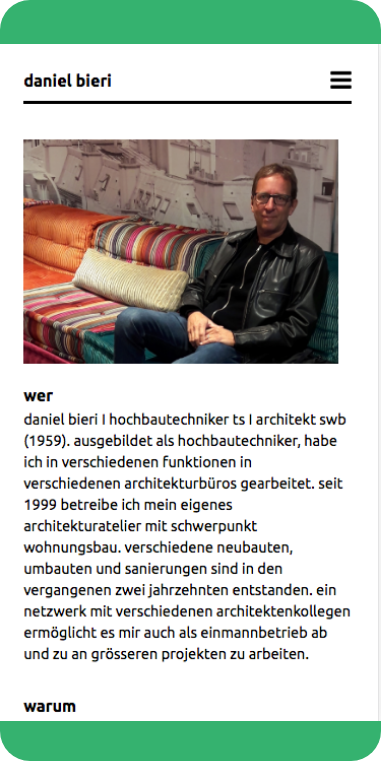 daniel bieri
wer
daniel bieri I hochbautechniker ts I architekt swb
(1959). ausgebildet als hochbautechniker, habe
ich in verschiedenen funktionen in
verschiedenen architekturbüros gearbeitet. seit
1999 betreibe ich mein eigenes
architekturatelier mit schwerpunkt
wohnungsbau. verschiedene neubauten,
umbauten und sanierungen sind in den
vergangenen zwei jahrzehnten entstanden. ein
netzwerk mit verschiedenen architektenkollegen
ermöglicht es mir auch als einmannbetrieb ab
und zu an grösseren projekten zu arbeiten.
warum